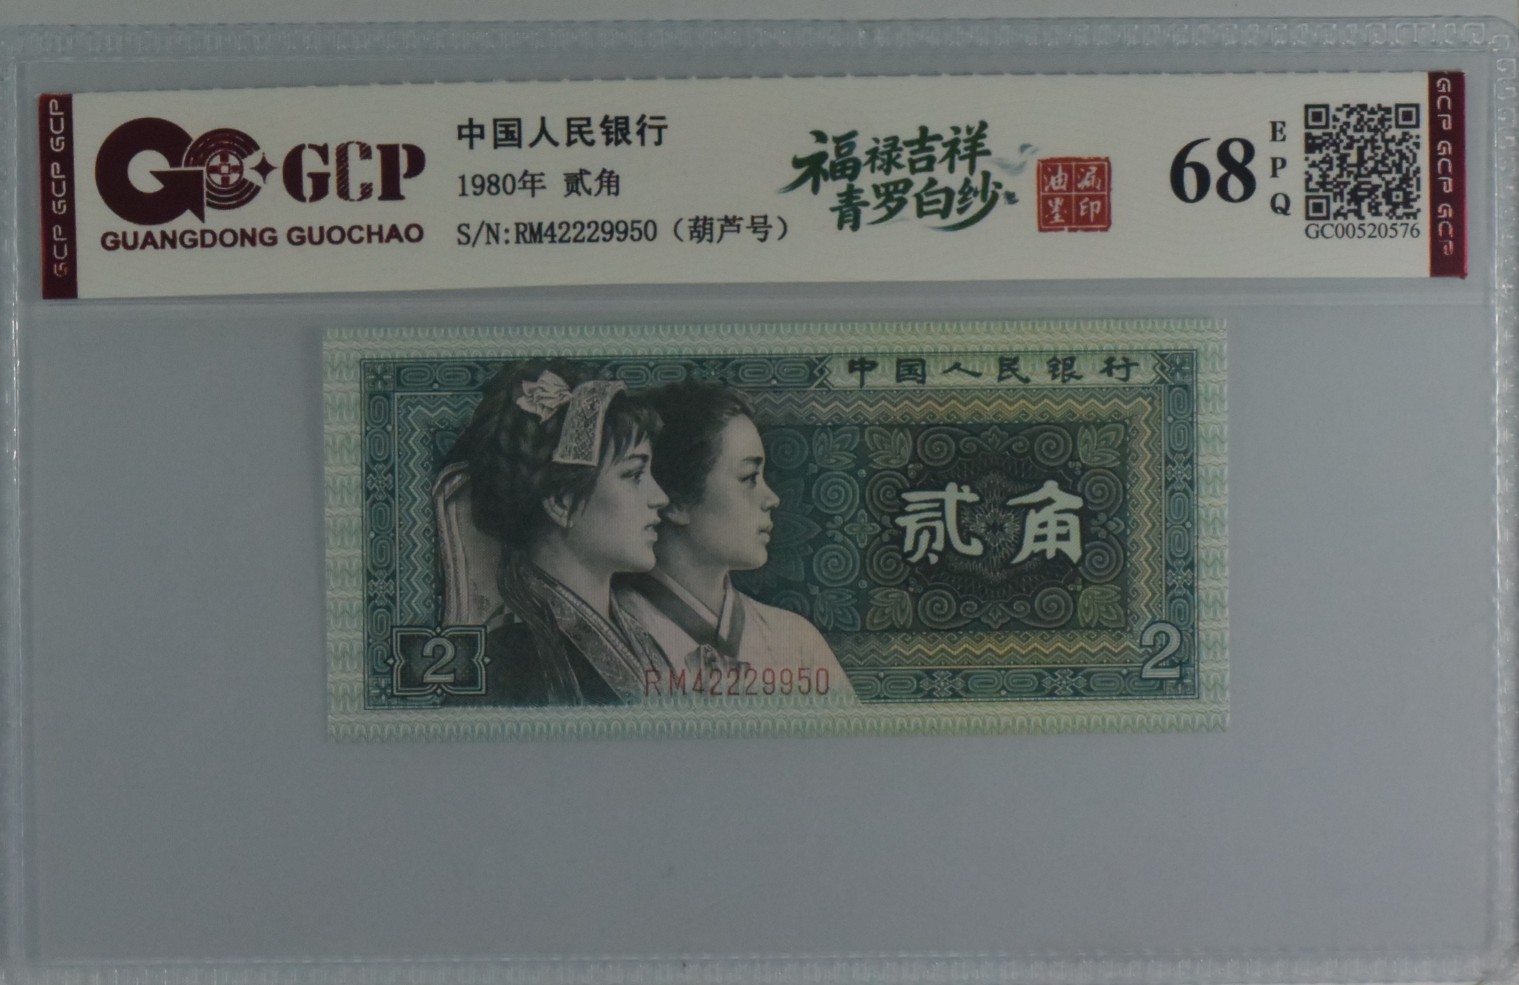 GCP GCP GCP
GCP
GUANGDONG GUOCHAO
中国人民银行
1980年 贰角
S/N:RM42229950（葫芦号）
福禄吉祥
青罗白纱
油漏
墨印
68
EPQ
GC00520576
GCP GCP GCP
中国人民银行
贰角
2
2
RM42229950